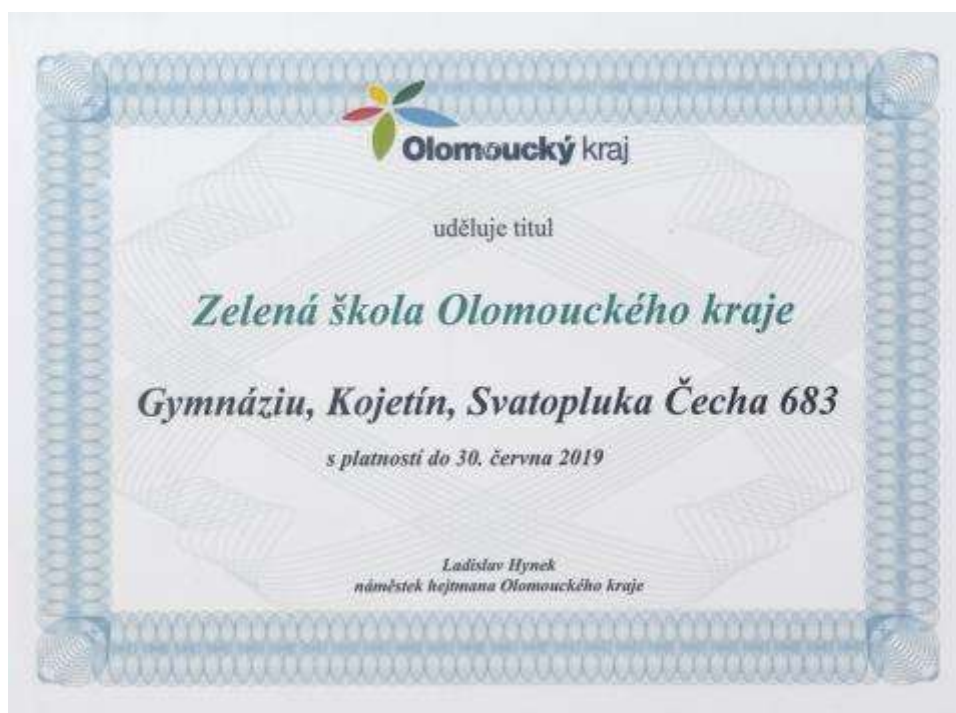 Olomoucký kraj
uděluje titul
Zelená škola Olomouckého kraje
Gymnáziu, Kojetín, Svatopluka Čecha 683
s platností do 30. června 2019
Ladislav Hynek
náměstek hejtmana Olomouckého kraje